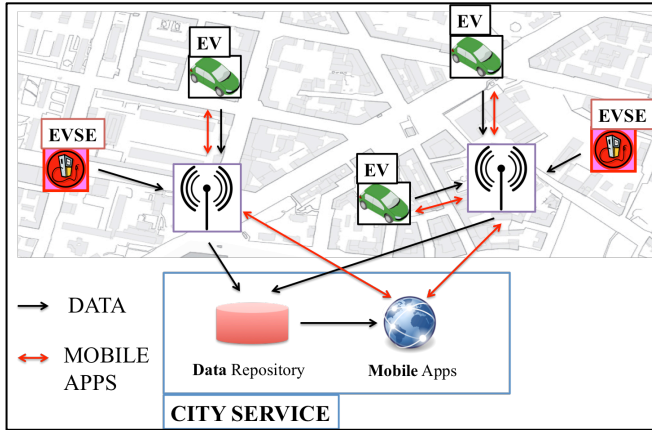 EV
EV
EVSE
EVSE
EV
DATA
MOBILE
APPS
Data Repository
Mobile Apps
CITY SERVICE